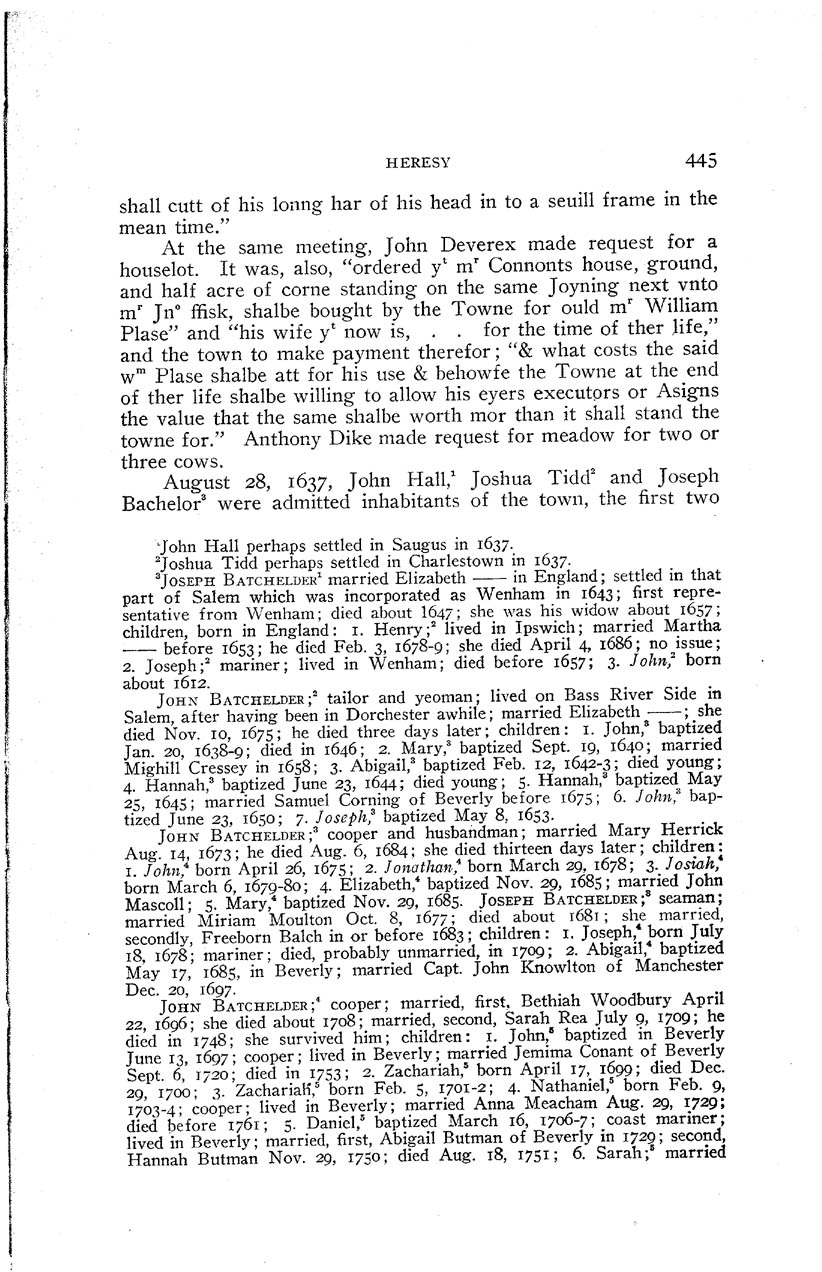 HERESY 445
shall cutt of his lonng har of his head in to a seuill frame in the
mean time.”
At the same meeting, John Deverex made request for a
houselot. It was, also, “ordered yᵗ mʳ Connonts house, ground,
and half acre of corne standing on the same Joyning next vnto
mʳ Jnº ffisk, shalbe bought by the Towne for ould mʳ William
Plase” and “his wife yᵗ now is, . . for the time of ther life,”
and the town to make payment therefor; “& what costs the said
wᵐ Plase shalbe att for his use & behowfe the Towne at the end
of ther life shalbe willing to allow his eyers executors or Asigns
the value that the same shalbe worth mor than it shall stand the
towne for.” Anthony Dike made request for meadow for two or
three cows.
August 28, 1637, John Hall,¹ Joshua Tidd² and Joseph
Bachelor³ were admitted inhabitants of the town, the first two
¹John Hall perhaps settled in Saugus in 1637.
²Joshua Tidd perhaps settled in Charlestown in 1637.
³JOSEPH BATCHELDER¹ married Elizabeth —— in England; settled in that
part of Salem which was incorporated as Wenham in 1643; first repre-
sentative from Wenham; died about 1647; she was his widow about 1657;
children, born in England: 1. Henry;² lived in Ipswich; married Martha
—— before 1653; he died Feb. 3, 1678-9; she died April 4, 1686; no issue;
2. Joseph;² mariner; lived in Wenham; died before 1657; 3. John,² born
about 1612.
JOHN BATCHELDER;² tailor and yeoman; lived on Bass River Side in
Salem, after having been in Dorchester awhile; married Elizabeth ——; she
died Nov. 10, 1675; he died three days later; children: 1. John,³ baptized
Jan. 20, 1638-9; died in 1646; 2. Mary,³ baptized Sept. 19, 1640; married
Mighill Cressey in 1658; 3. Abigail,³ baptized Feb. 12, 1642-3; died young;
4. Hannah,³ baptized June 23, 1644; died young; 5. Hannah,³ baptized May
25, 1645; married Samuel Corning of Beverly before 1675; 6. John,³ bap-
tized June 23, 1650; 7. Joseph,³ baptized May 8, 1653.
JOHN BATCHELDER;³ cooper and husbandman; married Mary Herrick
Aug. 14, 1673; he died Aug. 6, 1684; she died thirteen days later; children:
1. John,⁴ born April 26, 1675; 2. Jonathan,⁴ born March 29, 1678; 3. Josiah,⁴
born March 6, 1679-80; 4. Elizabeth,⁴ baptized Nov. 29, 1685; married John
Mascoll; 5. Mary,⁴ baptized Nov. 29, 1685. JOSEPH BATCHELDER;³ seaman;
married Miriam Moulton Oct. 8, 1677; died about 1681; she married,
secondly, Freeborn Balch in or before 1683; children: 1. Joseph,⁴ born July
18, 1678; mariner; died, probably unmarried, in 1709; 2. Abigail,⁴ baptized
May 17, 1685, in Beverly; married Capt. John Knowlton of Manchester
Dec. 20, 1697.
JOHN BATCHELDER;⁴ cooper; married, first, Bethiah Woodbury April
22, 1696; she died about 1708; married, second, Sarah Rea July 9, 1709; he
died in 1748; she survived him; children: 1. John,⁵ baptized in Beverly
June 13, 1697; cooper; lived in Beverly; married Jemima Conant of Beverly
Sept. 6, 1720; died in 1753; 2. Zachariah,⁵ born April 17, 1699; died Dec.
29, 1700; 3. Zachariah,⁵ born Feb. 5, 1701-2; 4. Nathaniel,⁵ born Feb. 9,
1703-4; cooper; lived in Beverly; married Anna Meacham Aug. 29, 1729;
died before 1761; 5. Daniel,⁵ baptized March 16, 1706-7; coast mariner;
lived in Beverly; married, first, Abigail Butman of Beverly in 1729; second,
Hannah Butman Nov. 29, 1750; died Aug. 18, 1751; 6. Sarah;⁵ married